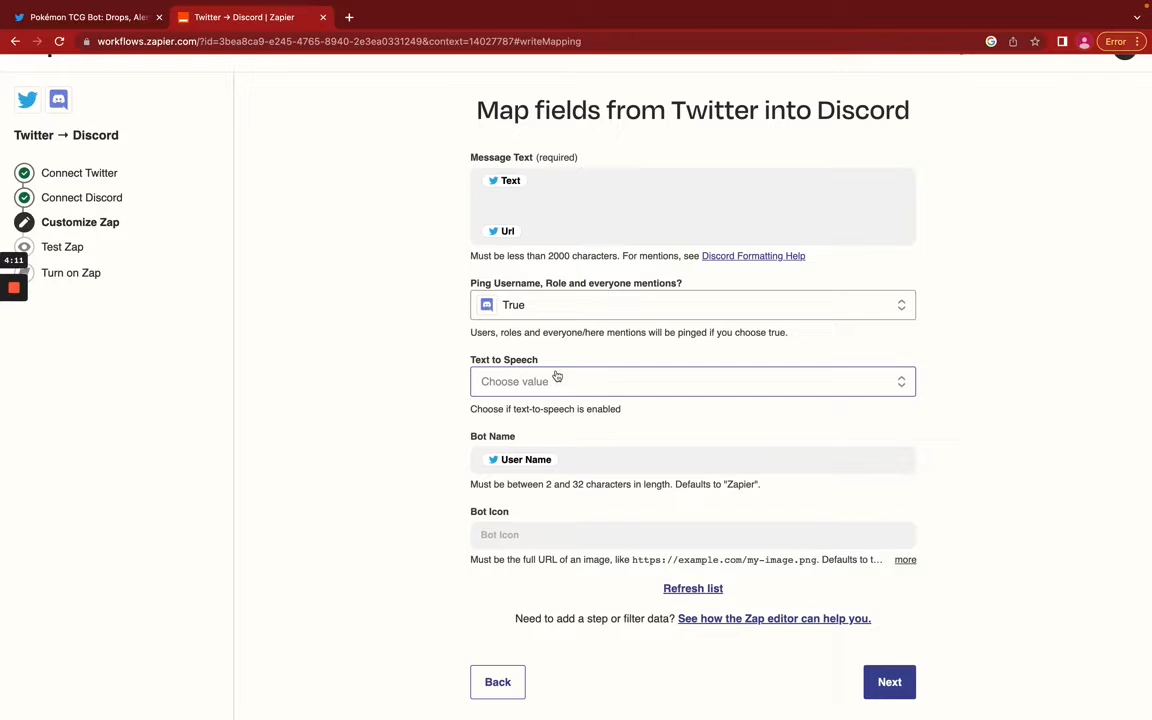 Pokémon TCG Bot: Drops, Ale
Twitter → Discord | Zapier
workflows.zapier.com/?id=3bea8ca9-e245-4765-8940-2e3ea0331249&context=14027787#writeMapping
Error
Twitter → Discord
Connect Twitter
Connect Discord
Customize Zap
Test Zap
4:11
Turn on Zap
Map fields from Twitter into Discord
Message Text (required)
Text
Url
Must be less than 2000 characters. For mentions, see Discord Formatting Help
Ping Username, Role and everyone mentions?
True
Users, roles and everyone/here mentions will be pinged if you choose true.
Text to Speech
Choose value
Choose if text-to-speech is enabled
Bot Name
User Name
Must be between 2 and 32 characters in length. Defaults to "Zapier".
Bot Icon
Bot Icon
Must be the full URL of an image, like https://example.com/my-image.png. Defaults to t... more
Refresh list
Need to add a step or filter data? See how the Zap editor can help you.
Back
Next